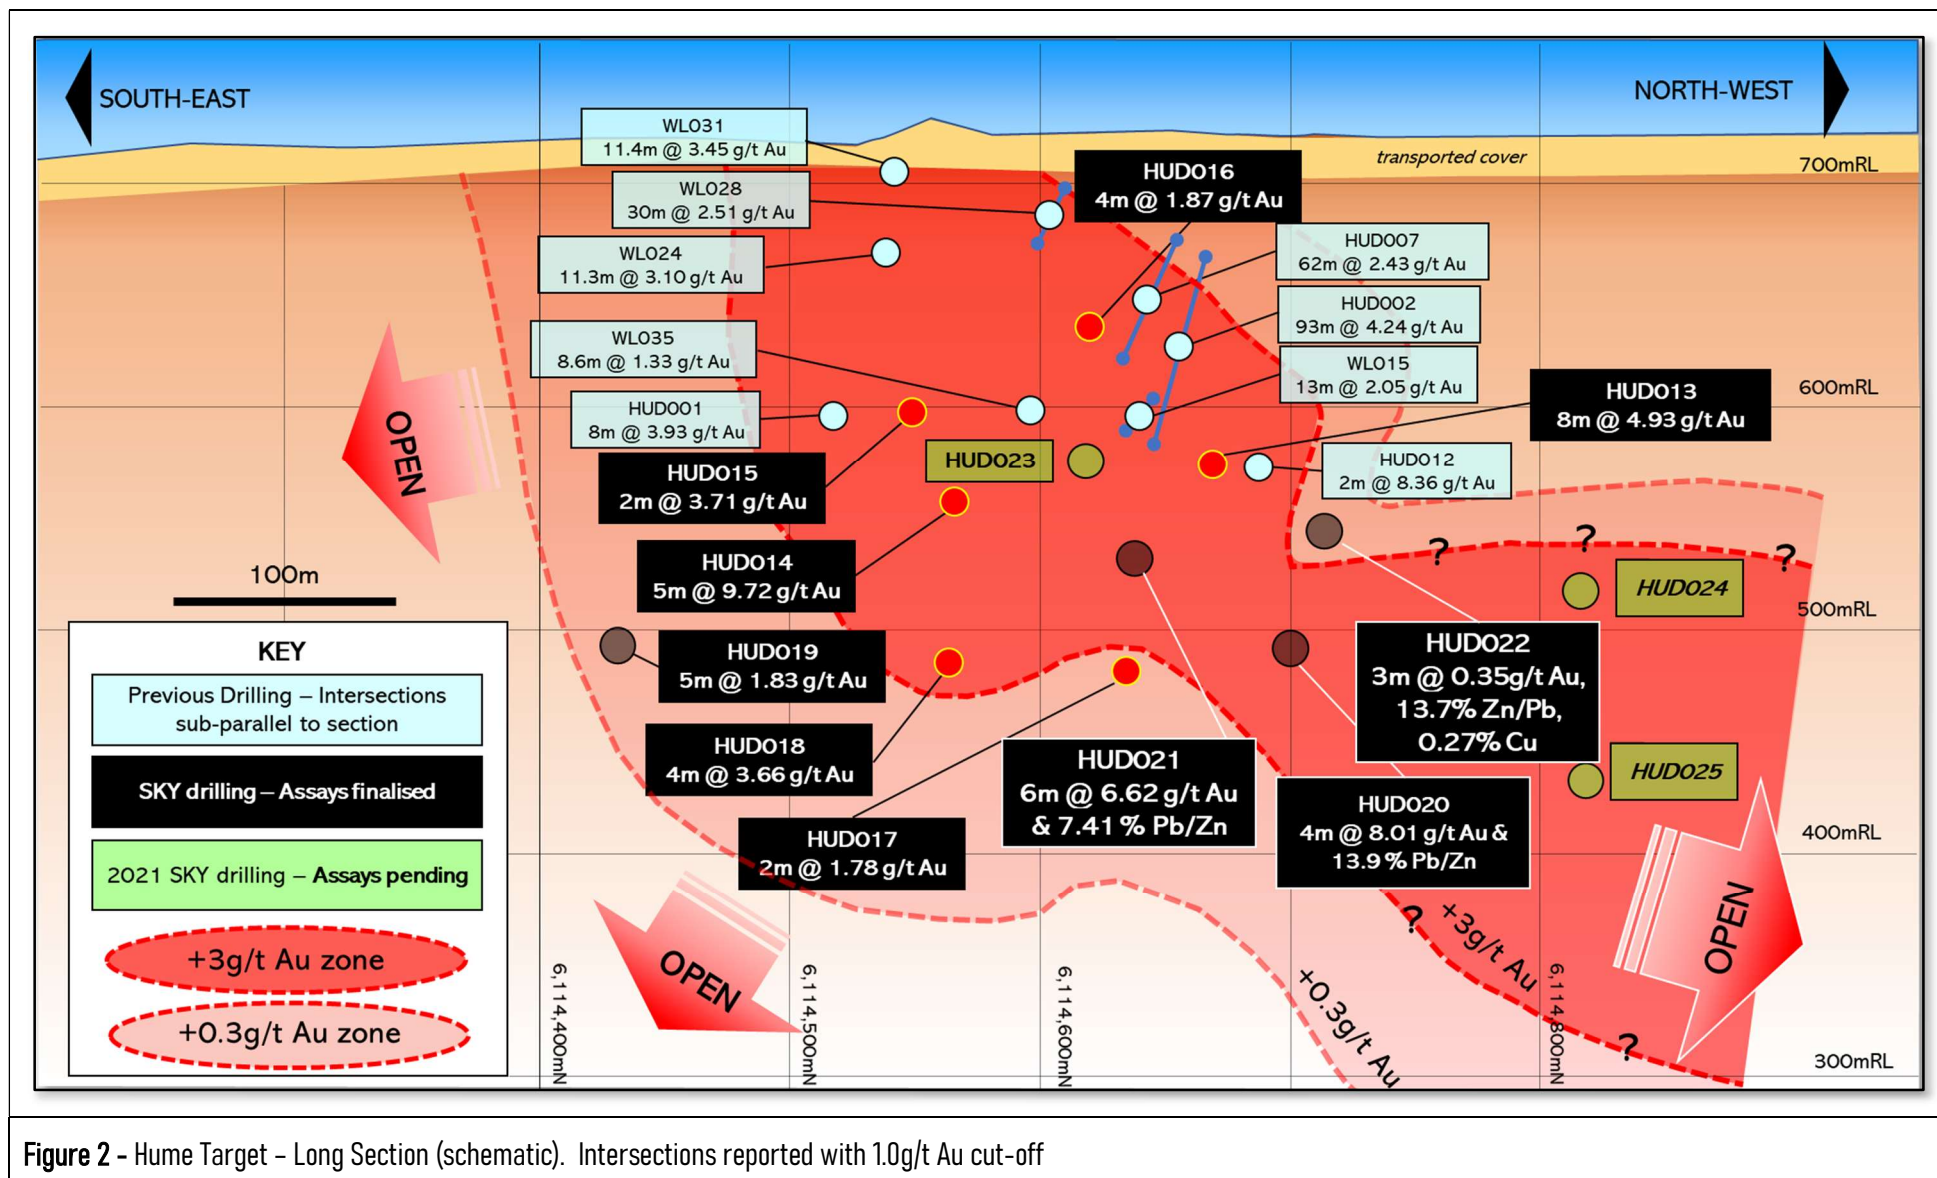 SOUTH-EAST
NORTH-WEST
transported cover
700mRL
600mRL
500mRL
400mRL
300mRL
WL031
11.4m @ 3.45 g/t Au
WL028
30m @ 2.51 g/t Au
WL024
11.3m @ 3.10 g/t Au
WL035
8.6m @ 1.33 g/t Au
HUD001
8m @ 3.93 g/t Au
HUD016
4m @ 1.87 g/t Au
HUD007
62m @ 2.43 g/t Au
HUD002
93m @ 4.24 g/t Au
WL015
13m @ 2.05 g/t Au
HUD013
8m @ 4.93 g/t Au
HUD012
2m @ 8.36 g/t Au
HUD015
2m @ 3.71 g/t Au
HUD023
HUD014
5m @ 9.72 g/t Au
HUD019
5m @ 1.83 g/t Au
HUD018
4m @ 3.66 g/t Au
HUD017
2m @ 1.78 g/t Au
HUD021
6m @ 6.62 g/t Au
& 7.41 % Pb/Zn
HUD022
3m @ 0.35g/t Au,
13.7% Zn/Pb,
0.27% Cu
HUD020
4m @ 8.01 g/t Au &
13.9 % Pb/Zn
HUD024
HUD025
?
?
?
?
?
OPEN
OPEN
OPEN
+3g/t Au
+0.3g/t Au
6,114,400mN
6,114,500mN
6,114,600mN
6,114,800mN
100m
KEY
Previous Drilling – Intersections
sub-parallel to section
SKY drilling – Assays finalised
2021 SKY drilling – Assays pending
+3g/t Au zone
+0.3g/t Au zone
Figure 2 - Hume Target – Long Section (schematic). Intersections reported with 1.0g/t Au cut-off